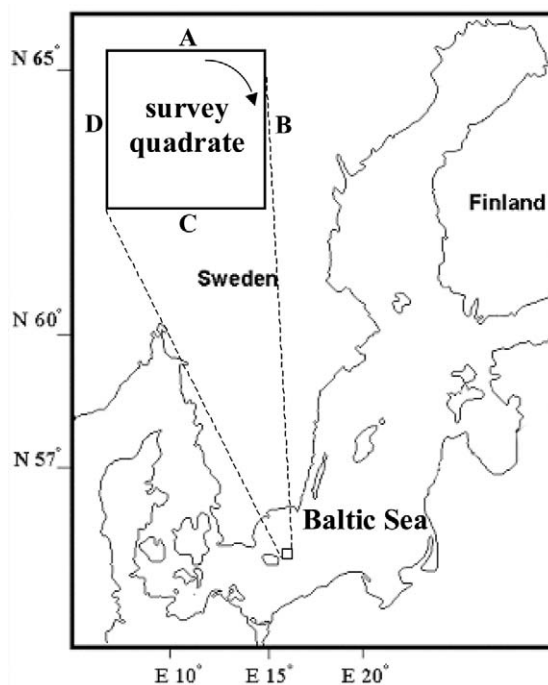 A
N 65°
survey
quadrate
D
B
C
Finland
Sweden
N 60°
N 57°
Baltic Sea
E 10°
E 15°
E 20°